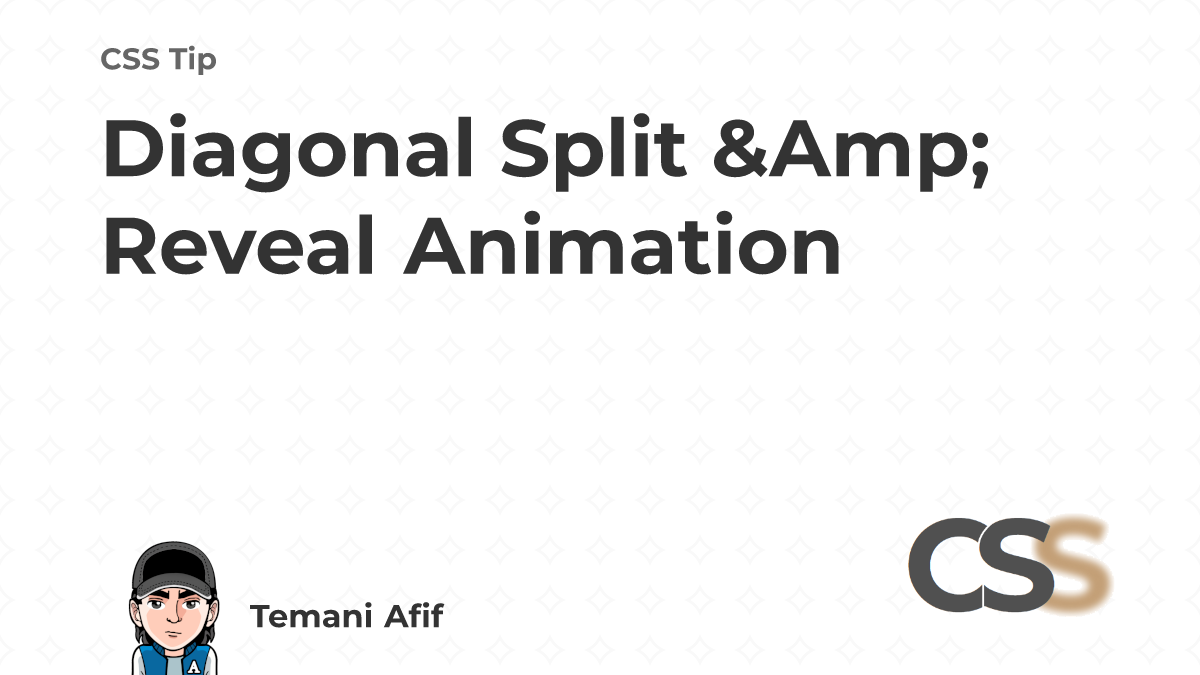 CSS Tip
Diagonal Split &Amp;
Reveal Animation
Temani Afif
A
CSS